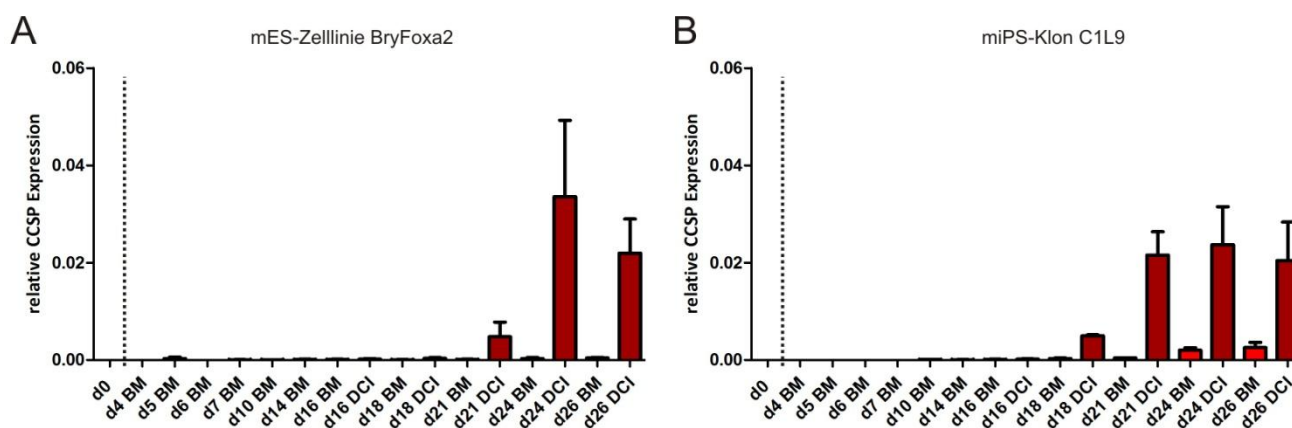 A
mES-Zelllinie BryFoxa2
relative CCSP Expression
0.06
0.04
0.02
0.00
d0
d4 BM
d5 BM
d6 BM
d7 BM
d10 BM
d14 BM
d16 BM
d16 DCI
d18 BM
d18 DCI
d21 BM
d21 DCI
d24 BM
d24 DCI
d26 BM
d26 DCI
B
miPS-Klon C1L9
relative CCSP Expression
0.06
0.04
0.02
0.00
d0
d4 BM
d5 BM
d6 BM
d7 BM
d10 BM
d14 BM
d16 BM
d16 DCI
d18 BM
d18 DCI
d21 BM
d21 DCI
d24 BM
d24 DCI
d26 BM
d26 DCI